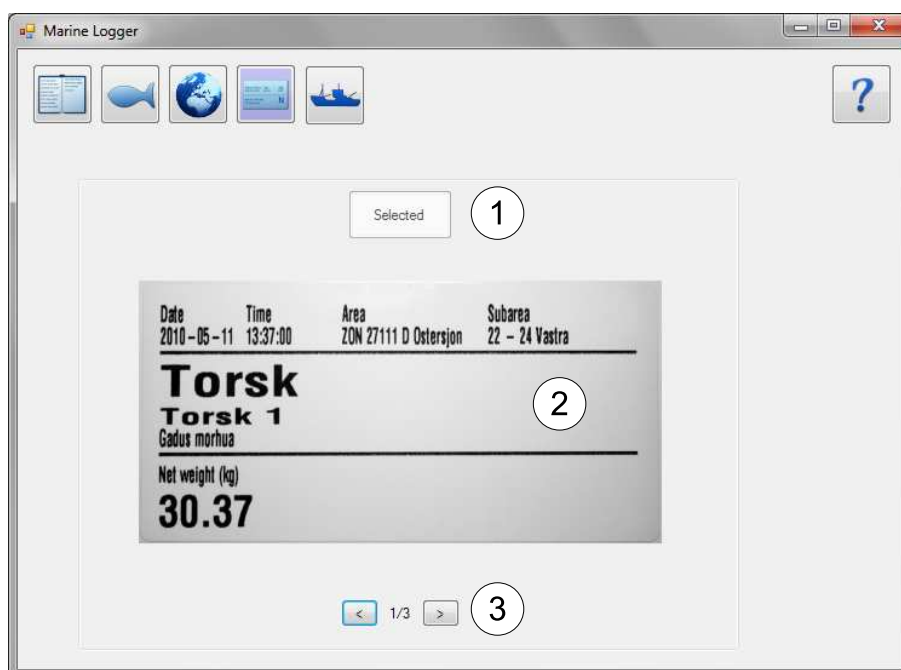 Marine Logger
?
Selected
1
Date Time Area Subarea
2010-05-11 13:37:00 ZON 27111 D Ostersjon 22 - 24 Vastra
Torsk
Torsk 1
Gadus morhua
2
Net weight (kg)
30.37
< 1/3 >
3